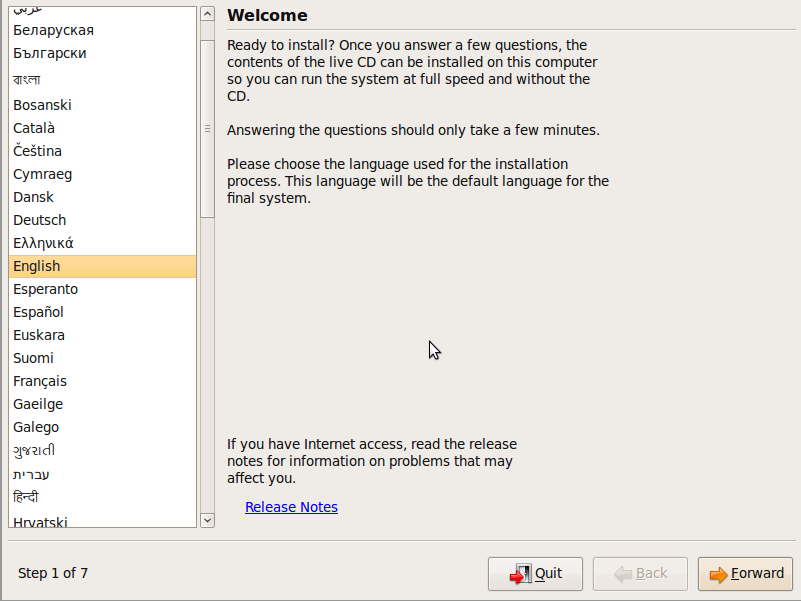 عربي
Беларуская
Български
বাংলা
Bosanski
Català
Čeština
Cymraeg
Dansk
Deutsch
Ελληνικά
English
Esperanto
Español
Euskara
Suomi
Français
Gaeilge
Galego
ગુજરાતી
עברית
हिन्दी
Hrvatski
Welcome
Ready to install? Once you answer a few questions, the
contents of the live CD can be installed on this computer
so you can run the system at full speed and without the
CD.
Answering the questions should only take a few minutes.
Please choose the language used for the installation
process. This language will be the default language for the
final system.
If you have Internet access, read the release
notes for information on problems that may
affect you.
Release Notes
Step 1 of 7
Quit
Back
Forward